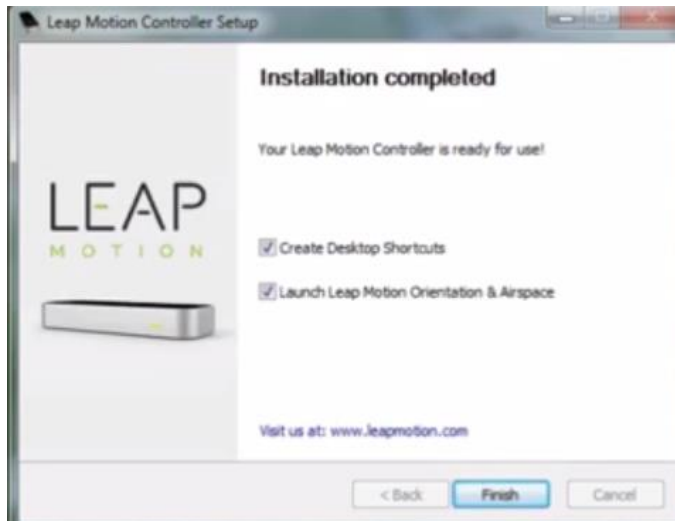 Leap Motion Controller Setup
Installation completed
Your Leap Motion Controller is ready for use!
LEAP
MOTION
Create Desktop Shortcuts
Launch Leap Motion Orientation & Airspace
Visit us at: www.leapmotion.com
< Back Finish Cancel